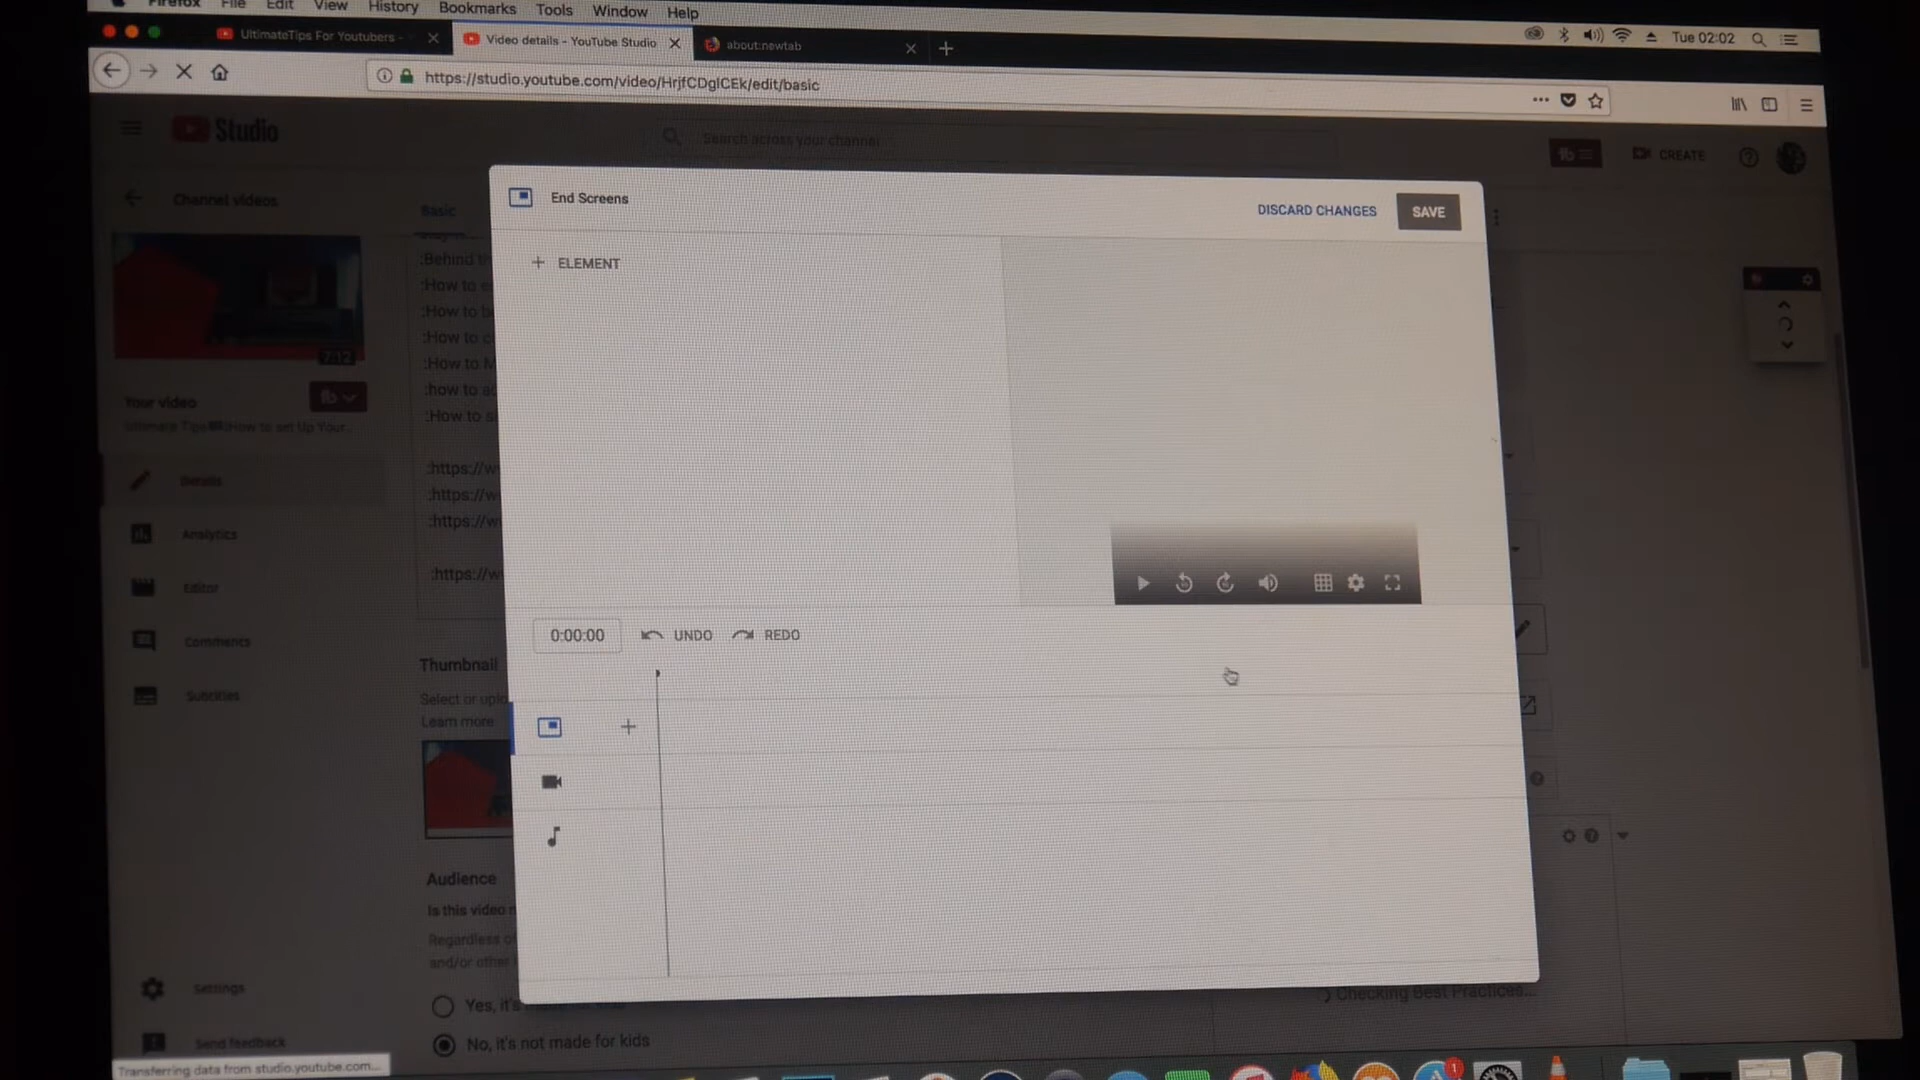 Firefox File Edit View History Bookmarks Tools Window Help
Tue 02:02
UltimateTips For Youtubers -
Video details - YouTube Studio
about:newtab
https://studio.youtube.com/video/HrjfCDglCEk/edit/basic
Studio
Search across your channel
CREATE
Channel videos
Basic
End Screens
DISCARD CHANGES
SAVE
ELEMENT
:Behind th
:How to e
:How to b
:How to c
:How to M
:how to ad
:How to s
:https://w
:https://w
:https://w
:https://w
7:12
Your video
Ultimate Tips How to set Up Your...
Details
Analytics
Editor
Comments
Subtitles
Settings
Send feedback
0:00:00
UNDO
REDO
Thumbnail
Select or uplo
Learn more
Audience
Is this video
Regardless of
and/or other
Yes, it's
No, it's not made for kids
Checking Best Practices...
Transferring data from studio.youtube.com...
1